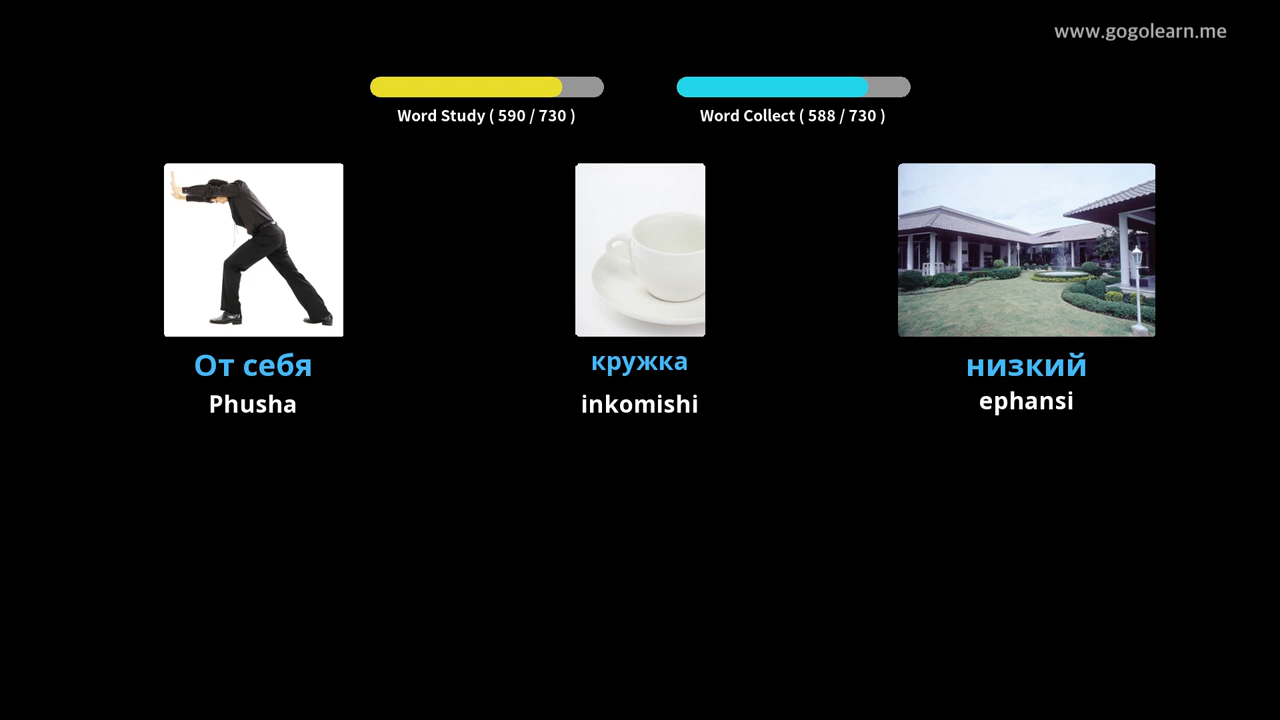 www.gogolearn.me
Word Study ( 590 / 730 )
Word Collect ( 588 / 730 )
От себя
Phusha
кружка
inkomishi
низкий
ephansi